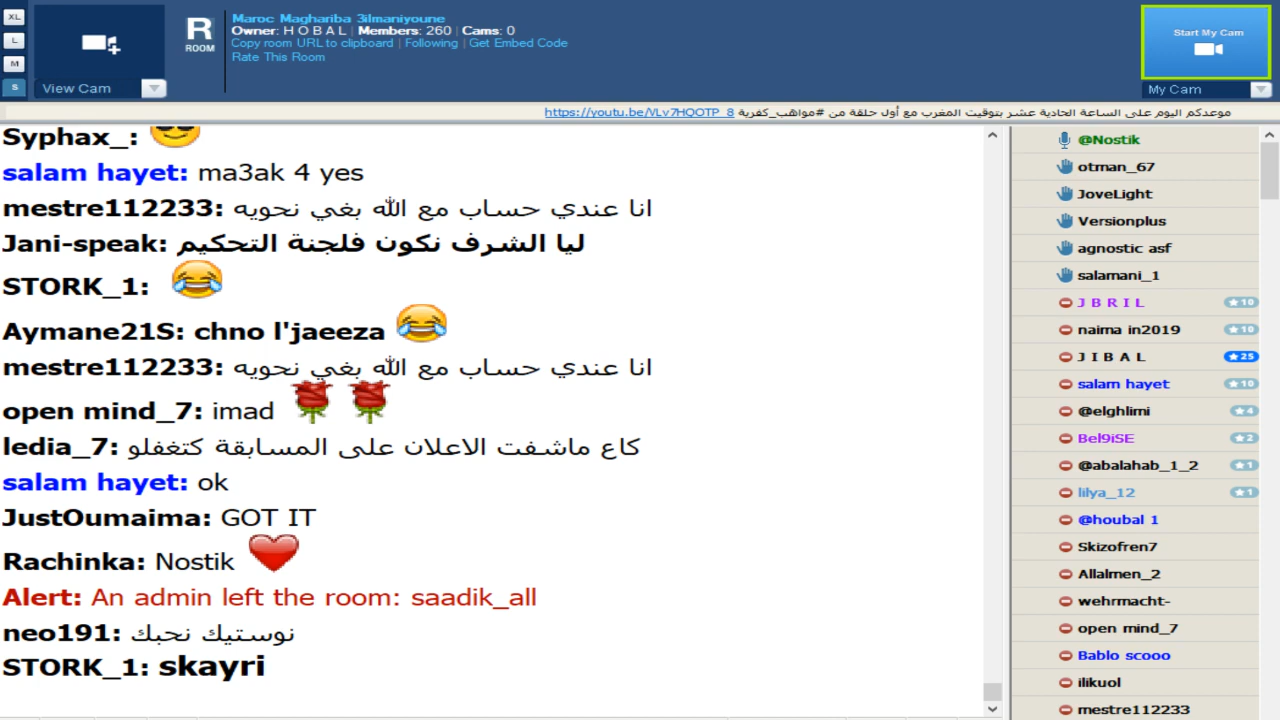 XL
L
M
S
View Cam
R
ROOM
Maroc Maghariba 3ilmaniyoune
Owner: H O B A L | Members: 260 | Cams: 0
Copy room URL to clipboard | Following | Get Embed Code
Rate This Room
Start My Cam
My Cam
موعدكم اليوم على الساعة الحادية عشر بتوقيت المغرب مع أول حلقة من #مواهب_كفرية https://youtu.be/VLv7HQOTP_8
Syphax_:
salam hayet: ma3ak 4 yes
mestre112233: انا عندي حساب مع الله بغي نحويه
Jani-speak: ليا الشرف نكون فلجنة التحكيم
STORK_1:
Aymane21S: chno l'jaeeza
mestre112233: انا عندي حساب مع الله بغي نحويه
open mind_7: imad
ledia_7: كاع ماشفت الاعلان على المسابقة كتغفلو
salam hayet: ok
JustOumaima: GOT IT
Rachinka: Nostik
Alert: An admin left the room: saadik_all
neo191: نوستيك نحبك
STORK_1: skayri
@Nostik
otman_67
JoveLight
Versionplus
agnostic asf
salamani_1
J B R I L ★10
naima in2019 ★10
J I B A L ★25
salam hayet ★10
@elghlimi ★4
Bel9iSE ★2
@abalahab_1_2 ★1
lilya_12 ★1
@houbal 1
Skizofren7
Allalmen_2
wehrmacht-
open mind_7
Bablo scooo
ilikuol
mestre112233